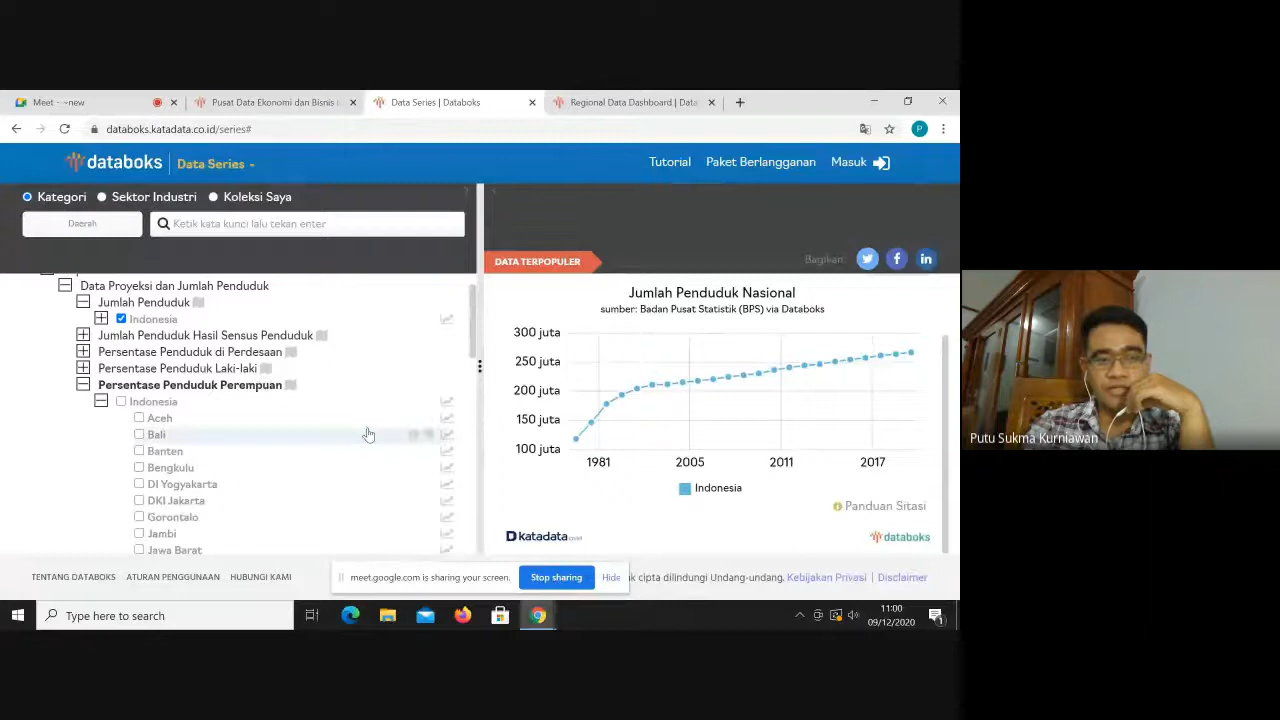 Meet - ~new
Pusat Data Ekonomi dan Bisnis
Data Series | Databoks
Regional Data Dashboard | Data
databoks.katadata.co.id/series#
P
databoks
Data Series
Tutorial
Paket Berlangganan
Masuk
Kategori
Sektor Industri
Koleksi Saya
Daerah
Ketik kata kunci lalu tekan enter
DATA TERPOPULER
Bagikan:
Data Proyeksi dan Jumlah Penduduk
Jumlah Penduduk
Indonesia
Jumlah Penduduk Hasil Sensus Penduduk
Persentase Penduduk di Perdesaan
Persentase Penduduk Laki-laki
Persentase Penduduk Perempuan
Indonesia
Aceh
Bali
Banten
Bengkulu
DI Yogyakarta
DKI Jakarta
Gorontalo
Jambi
Jawa Barat
Jumlah Penduduk Nasional
sumber: Badan Pusat Statistik (BPS) via Databoks
300 juta
250 juta
200 juta
150 juta
100 juta
1981 2005 2011 2017
Indonesia
Panduan Sitasi
Dkatadata
databoks
TENTANG DATABOKS
ATURAN PENGGUNAAN
HUBUNGI KAMI
meet.google.com is sharing your screen.
Stop sharing
Hide
cipta dilindungi Undang-undang. Kebijakan Privasi | Disclaimer
Type here to search
11:00
09/12/2020
1
Putu Sukma Kurniawan